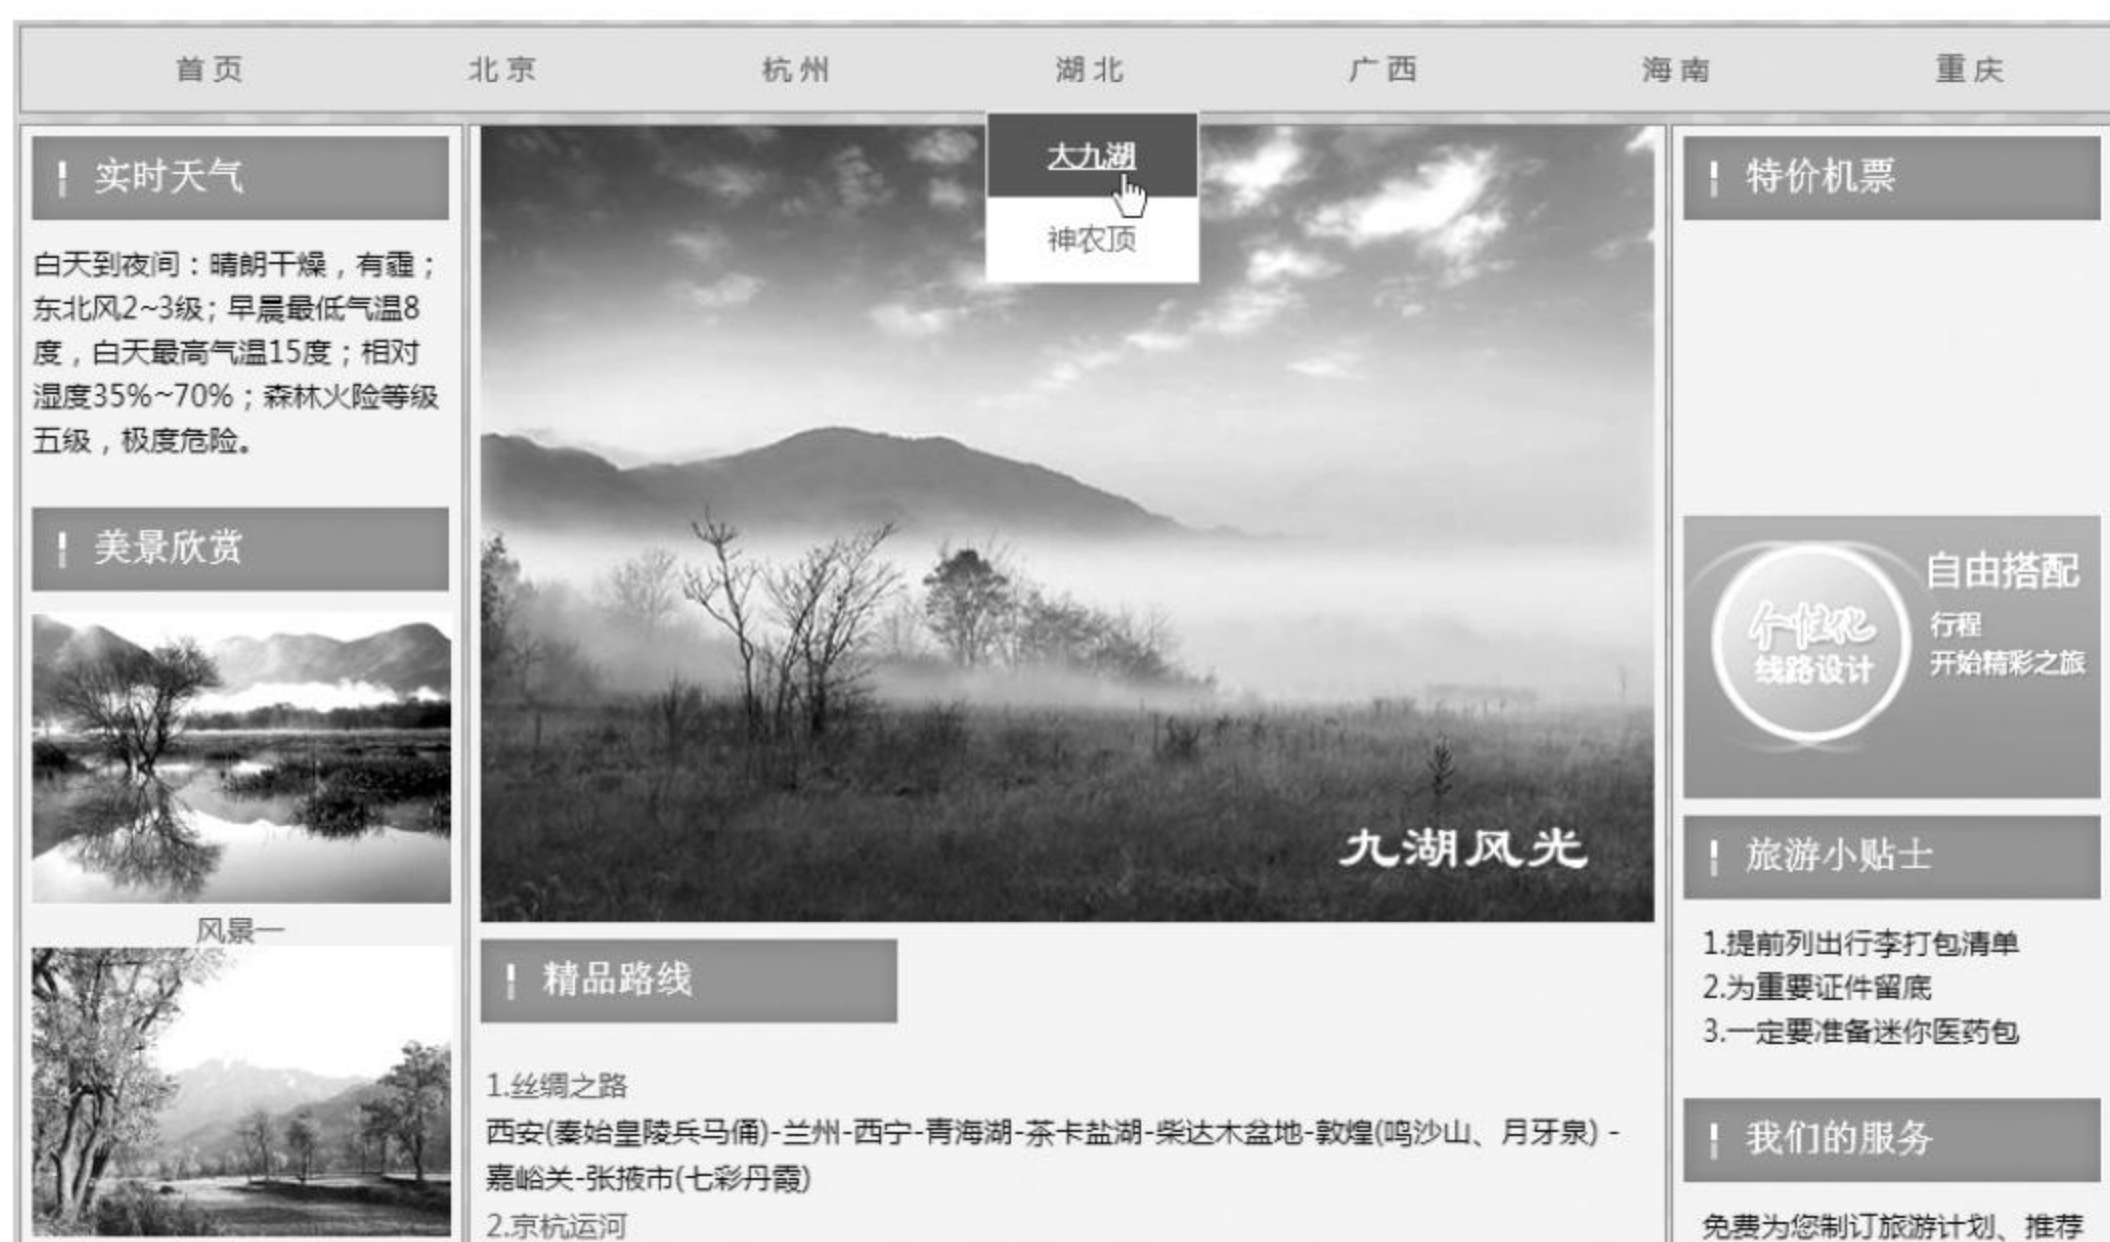 首页 北京 杭州 湖北 广西 海南 重庆
大九湖
神农顶
实时天气
白天到夜间：晴朗干燥，有霾；
东北风2~3级；早晨最低气温8
度，白天最高气温15度；相对
湿度35%~70%；森林火险等级
五级，极度危险。
美景欣赏
风景一
九湖风光
精品路线
1.丝绸之路
西安(秦始皇陵兵马俑)-兰州-西宁-青海湖-茶卡盐湖-柴达木盆地-敦煌(鸣沙山、月牙泉) -
嘉峪关-张掖市(七彩丹霞)
2.京杭运河
特价机票
个性化
线路设计
自由搭配
行程
开始精彩之旅
旅游小贴士
1.提前列出行李打包清单
2.为重要证件留底
3.一定要准备迷你医药包
我们的服务
免费为您制订旅游计划、推荐